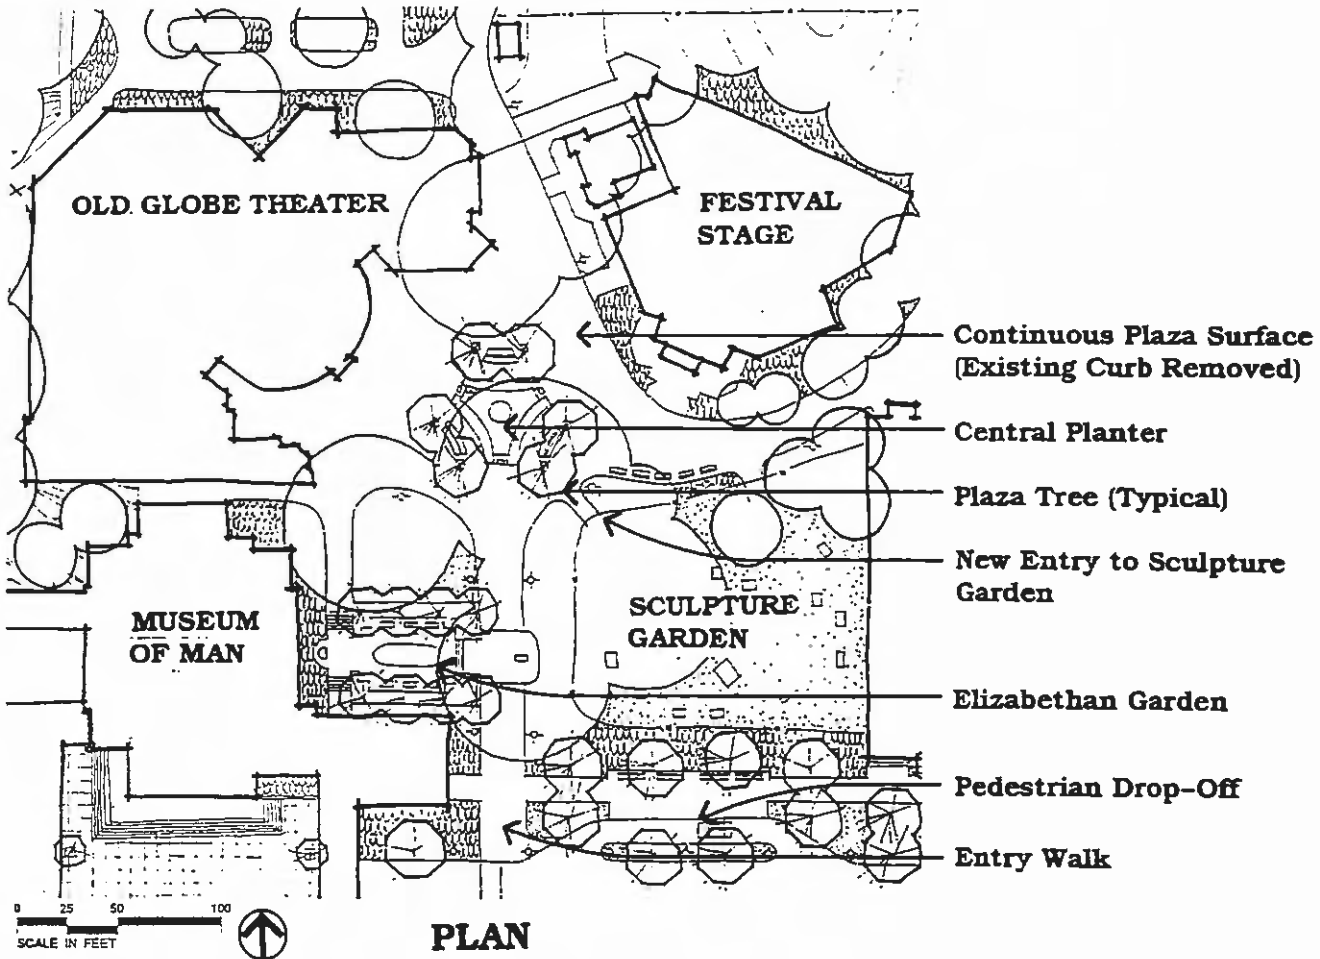 OLD GLOBE THEATER
FESTIVAL
STAGE
Continuous Plaza Surface
(Existing Curb Removed)
Central Planter
Plaza Tree (Typical)
New Entry to Sculpture
Garden
MUSEUM
OF MAN
SCULPTURE
GARDEN
Elizabethan Garden
Pedestrian Drop-Off
Entry Walk
0 25 50 100
SCALE IN FEET
PLAN